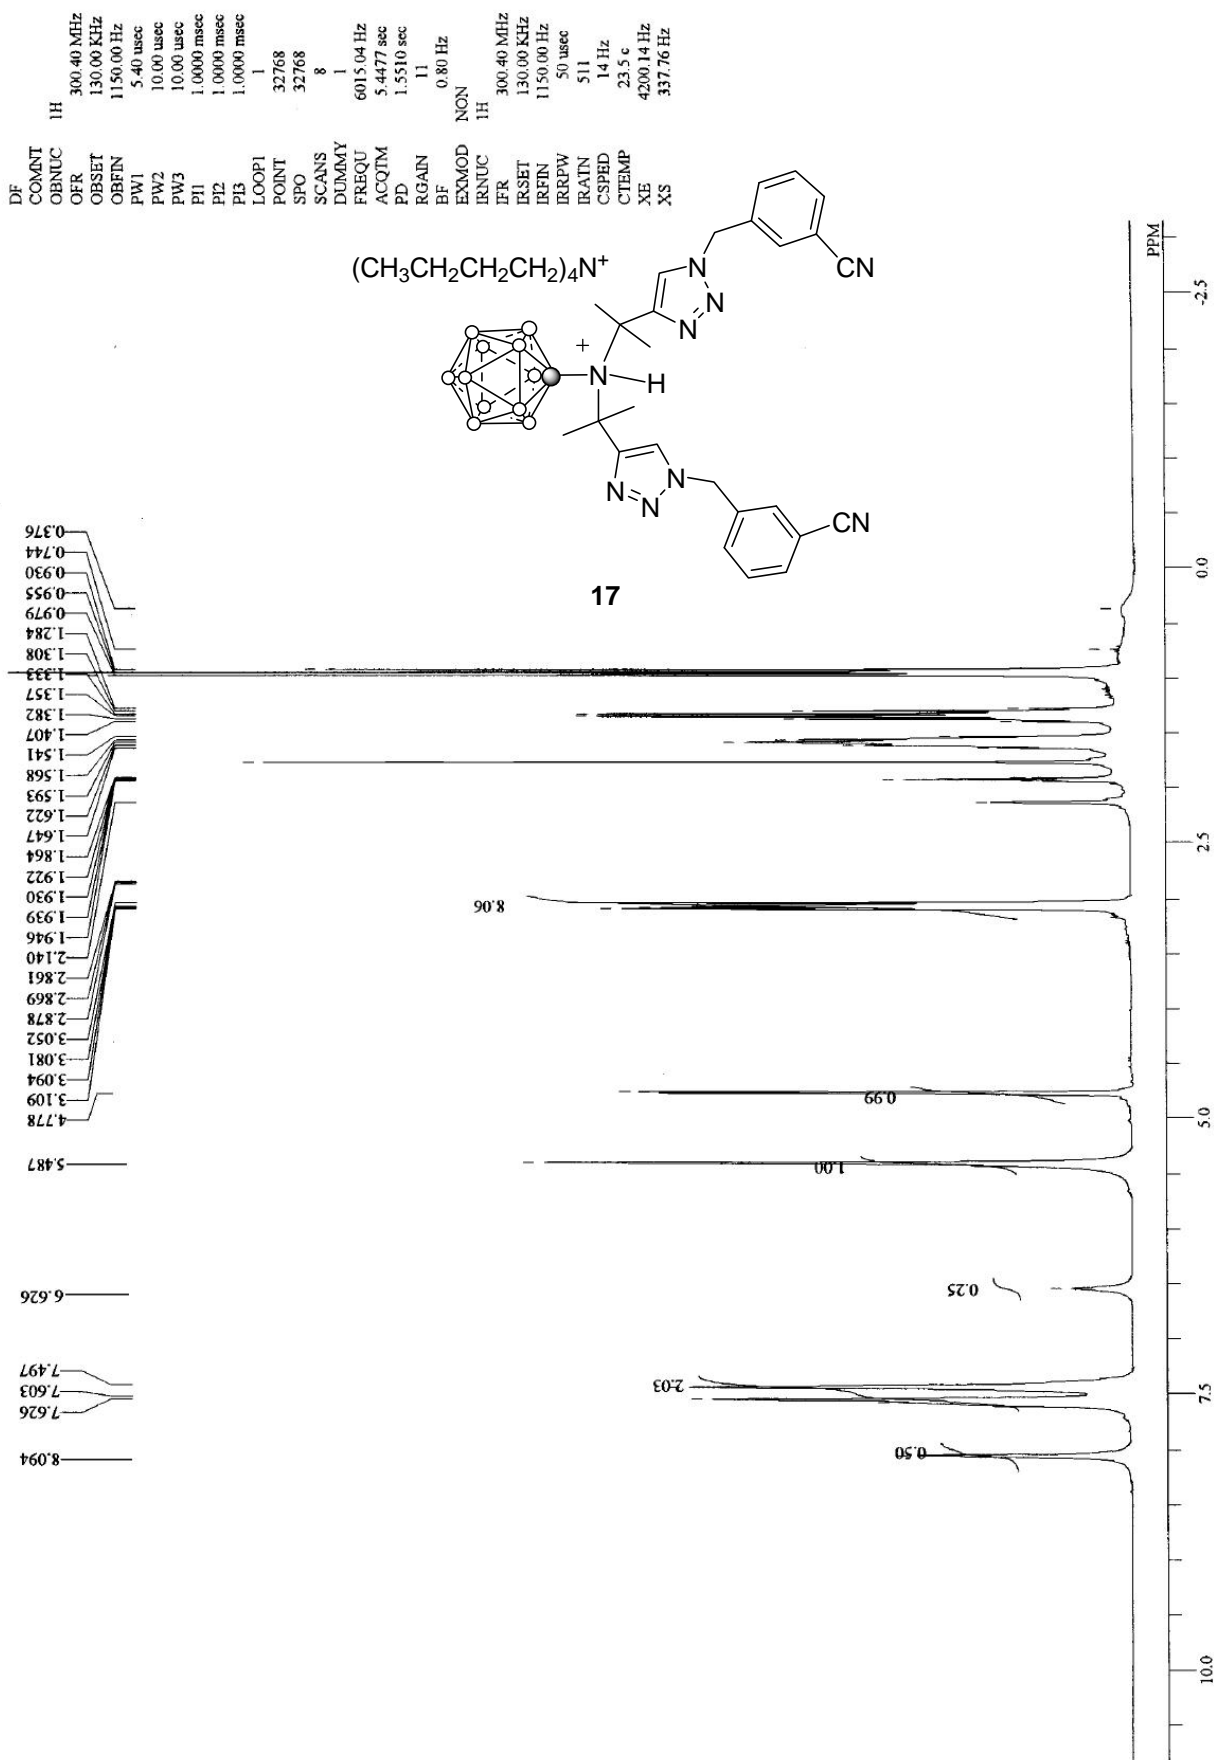 DF
COMNT
OBNUC 1H
OFR 300.40 MHz
OBSET 130.00 KHz
OBFIN 1150.00 Hz
PW1 5.40 usec
PW2 10.00 usec
PW3 10.00 usec
PI1 1.0000 msec
PI2 1.0000 msec
PI3 1.0000 msec
LOOP1 1
POINT 32768
SPO 32768
SCANS 8
DUMMY 1
FREQU 6015.04 Hz
ACQTM 5.4477 sec
PD 1.5510 sec
RGAIN 11
BF 0.80 Hz
EXMOD NON
IRNUC 1H
IFR 300.40 MHz
IRSET 130.00 KHz
IRFIN 1150.00 Hz
IRRPW 50 usec
IRATN 511
CSPED 14 Hz
CTEMP 23.5 c
XE 4200.14 Hz
XS 337.76 Hz
(CH3CH2CH2CH2)4N+
N
N
N
CN
+
N
H
N
N
N
CN
17
0.376
0.744
0.930
0.955
0.979
1.284
1.308
1.333
1.357
1.382
1.407
1.541
1.568
1.593
1.622
1.647
1.864
1.922
1.930
1.939
1.946
2.140
2.861
2.869
2.878
3.052
3.081
3.094
3.109
4.778
5.487
6.626
7.497
7.603
7.626
8.094
8.06
0.99
1.00
0.25
2.03
0.50
PPM
-2.5
0.0
2.5
5.0
7.5
10.0